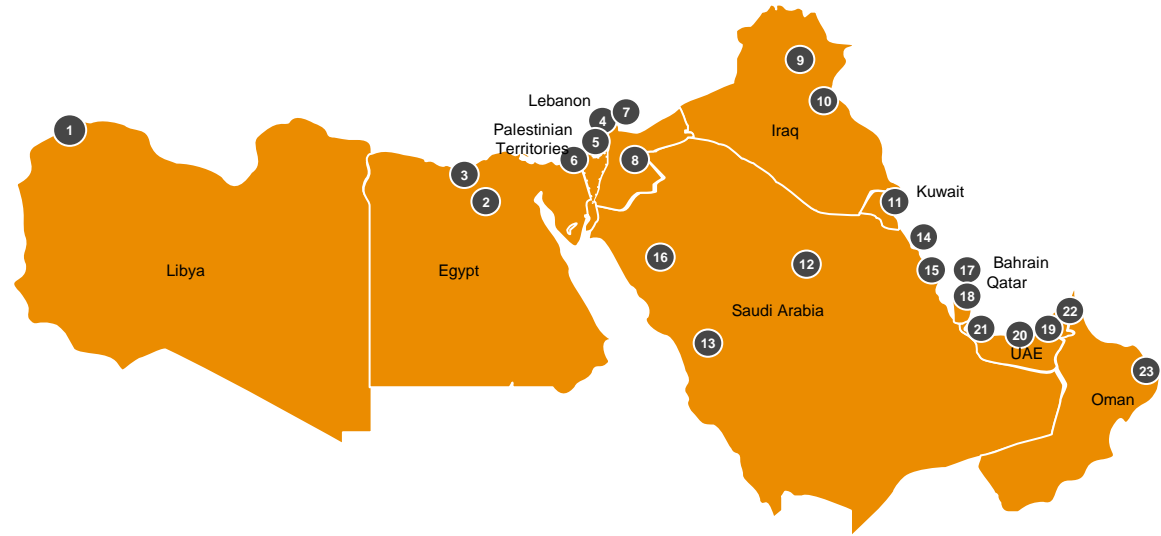 9
10
7
Lebanon
4
1
Palestinian
Iraq
5
Territories
6
8
3
2
Kuwait
11
14
16
12
15
17
Bahrain
Libya
Egypt
Qatar
18
Saudi Arabia
22
21
20
19
13
UAE
23
Oman